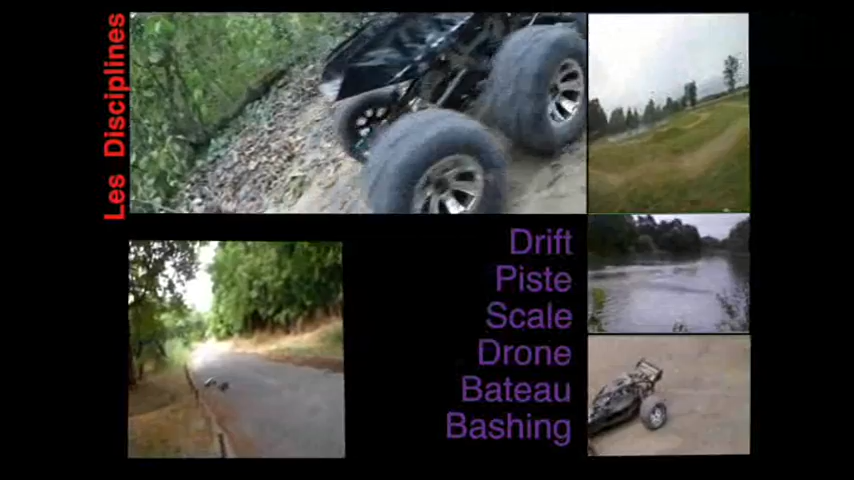 Les Disciplines
Drift
Piste
Scale
Drone
Bateau
Bashing